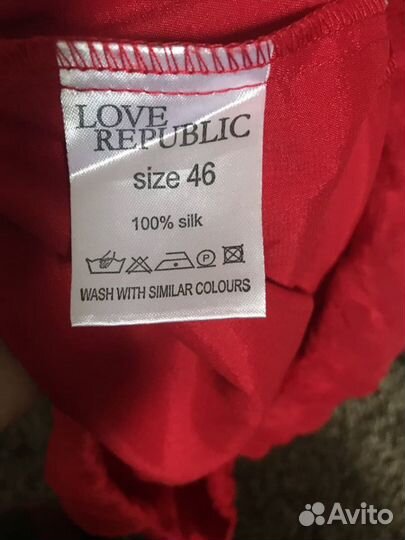 LOVE
REPUBLIC
size 46
100% silk
P
WASH WITH SIMILAR COLOURS
Avito